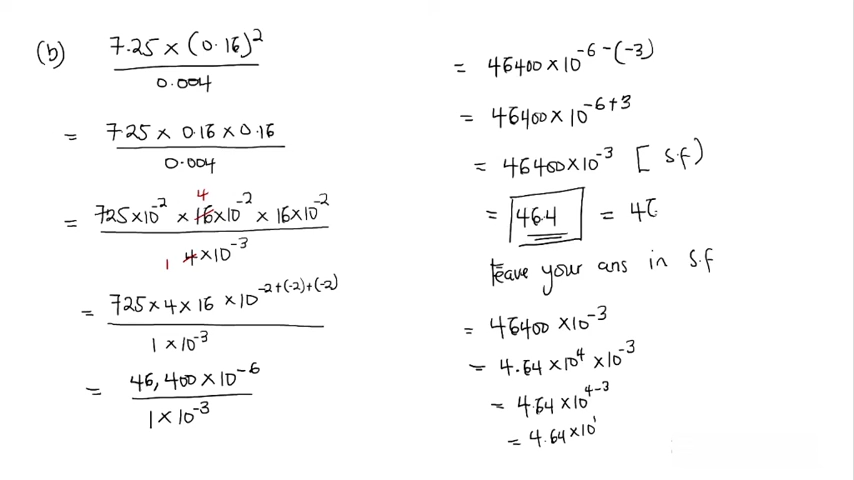 (b) 7.25 × (0.16)²
0.004
= 7.25 × 0.16 × 0.16
0.004
4
= 725×10⁻² × 16×10⁻² × 16×10⁻²
1 4×10⁻³
= 725×4×16 ×10⁻²⁺⁽⁻²⁾⁺⁽⁻²⁾
1 × 10⁻³
= 46,400×10⁻⁶
1×10⁻³
= 46400×10⁻⁶⁻⁽⁻³⁾
= 46400×10⁻⁶⁺³
= 46400×10⁻³ [ s.f)
= 46.4 = 46
Leave your ans in s.f
= 46400 ×10⁻³
= 4.64 × 10⁴ ×10⁻³
= 4.64 ×10⁴⁻³
= 4.64 ×10¹